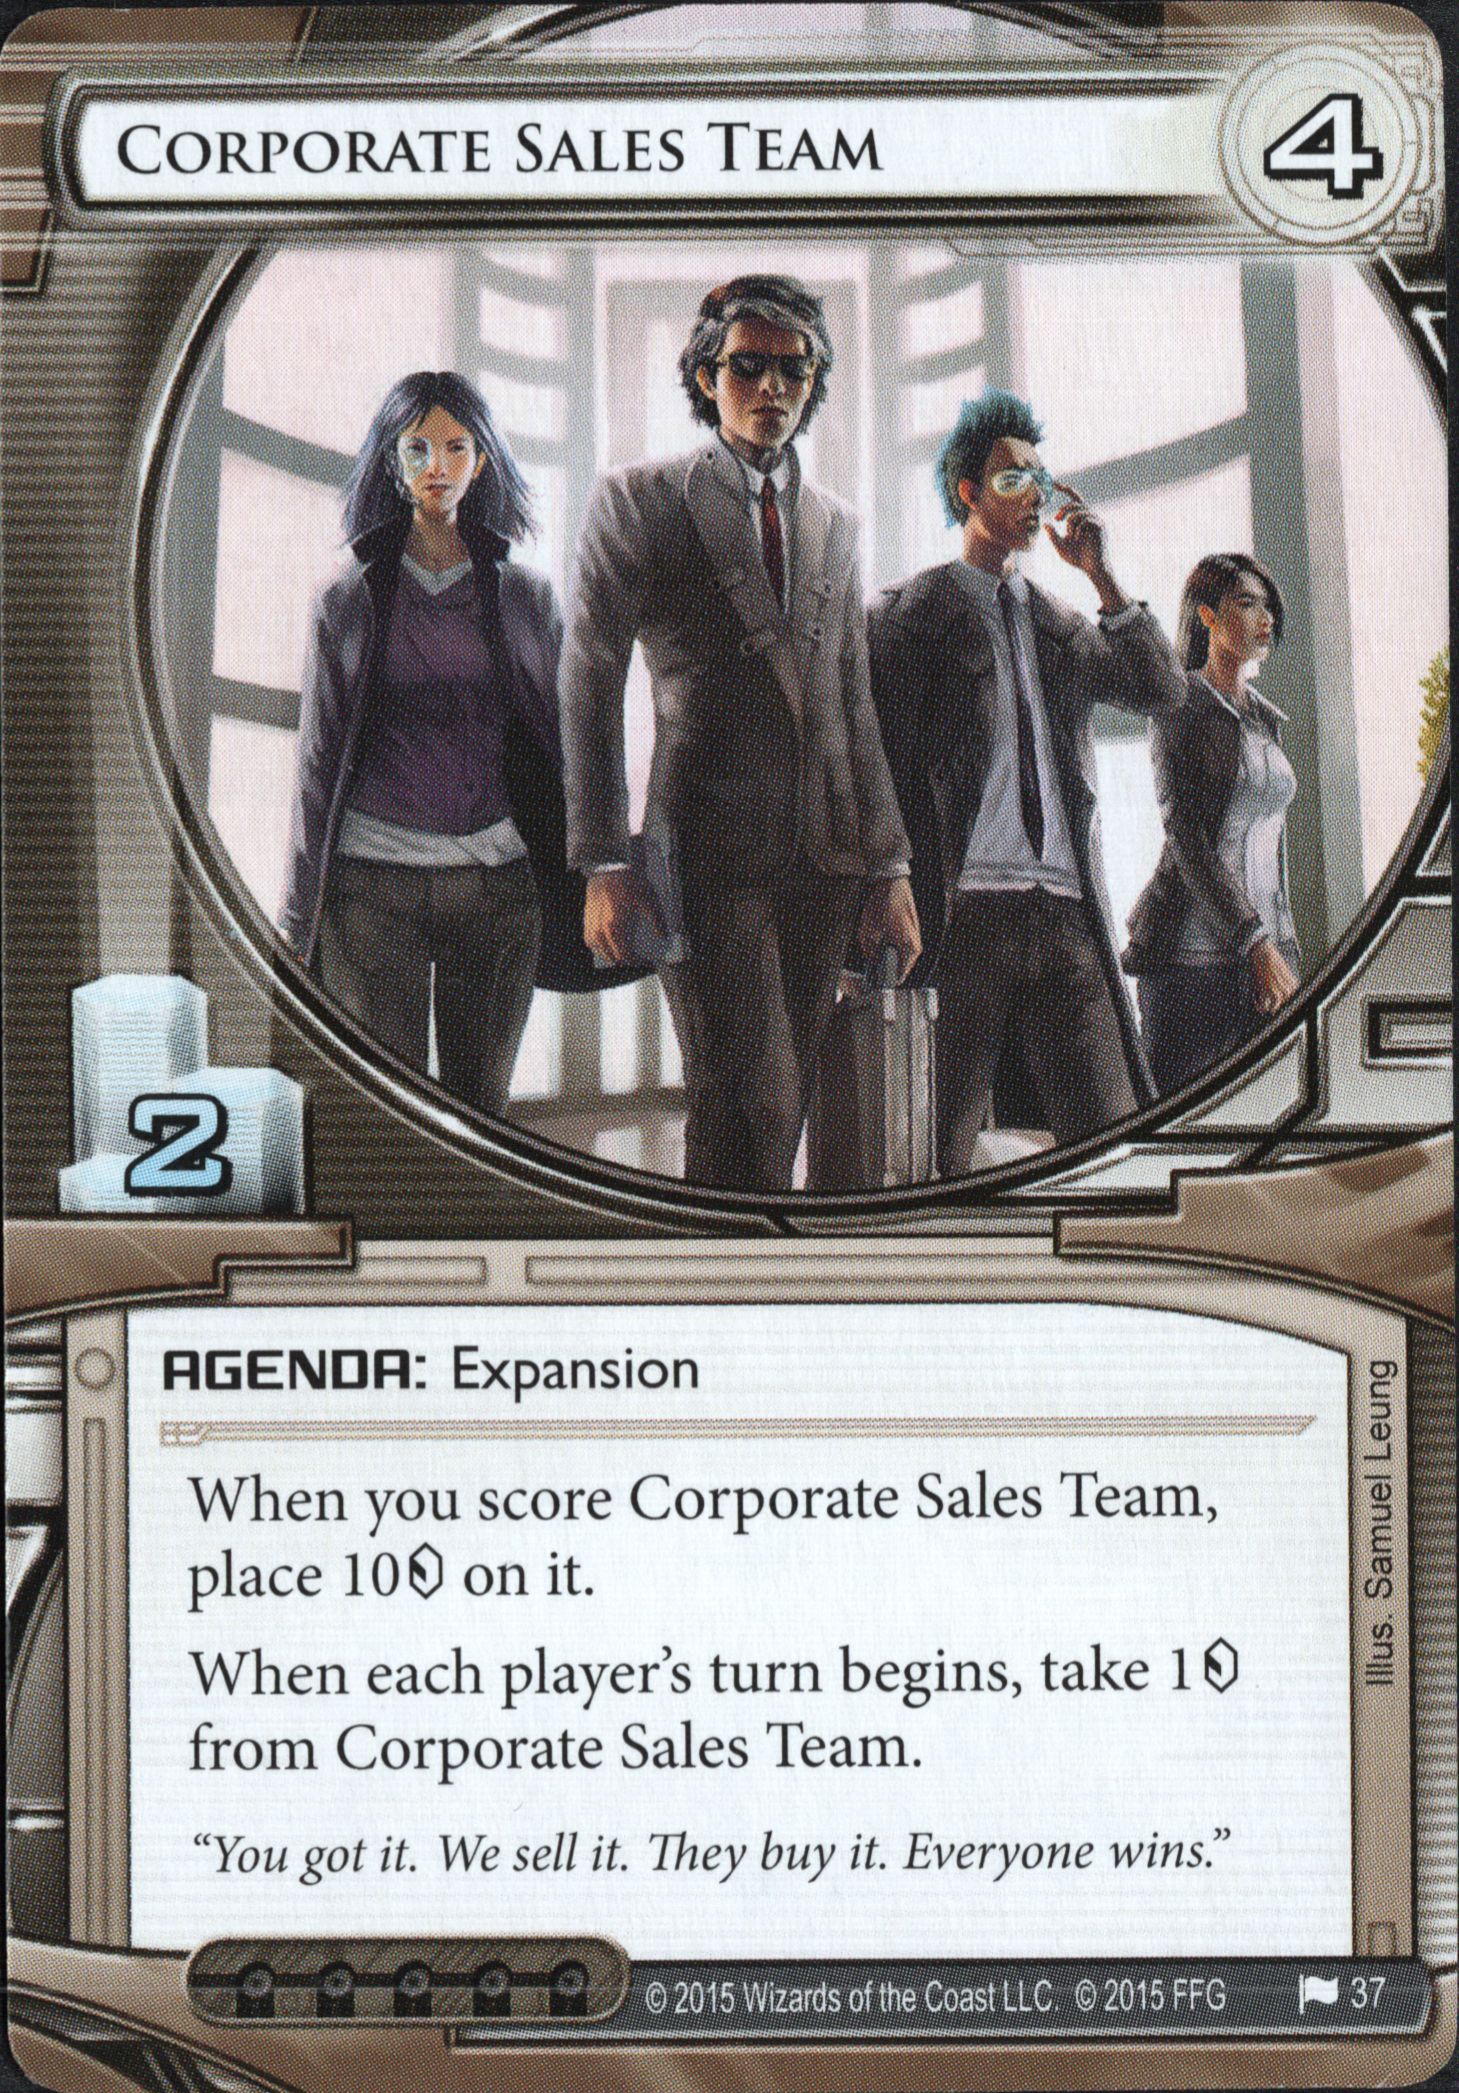 CORPORATE SALES TEAM
4
2
AGENDA: Expansion
When you score Corporate Sales Team,
place 10 on it.
When each player's turn begins, take 1
from Corporate Sales Team.
“You got it. We sell it. They buy it. Everyone wins.”
Illus. Samuel Leung
© 2015 Wizards of the Coast LLC. © 2015 FFG
37